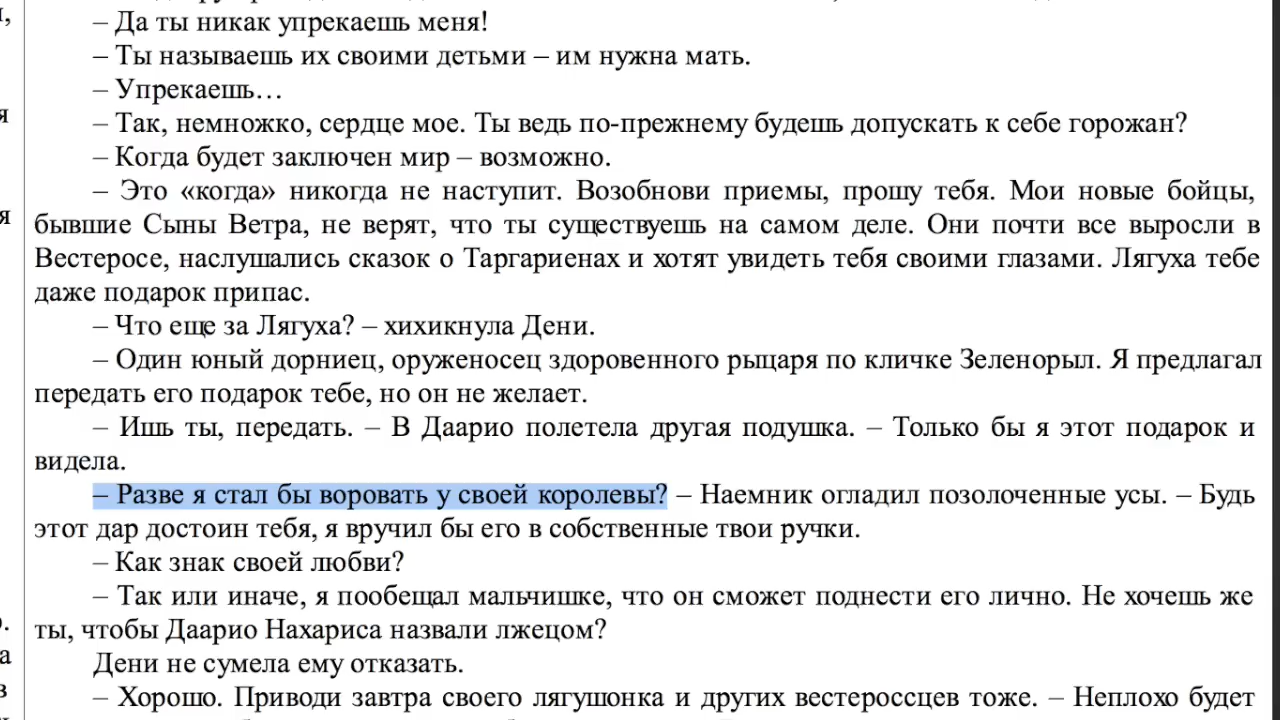 – Да ты никак упрекаешь меня!
– Ты называешь их своими детьми – им нужна мать.
– Упрекаешь…
– Так, немножко, сердце мое. Ты ведь по-прежнему будешь допускать к себе горожан?
– Когда будет заключен мир – возможно.
– Это «когда» никогда не наступит. Возобнови приемы, прошу тебя. Мои новые бойцы,
бывшие Сыны Ветра, не верят, что ты существуешь на самом деле. Они почти все выросли в
Вестеросе, наслушались сказок о Таргариенах и хотят увидеть тебя своими глазами. Лягуха тебе
даже подарок припас.
– Что еще за Лягуха? – хихикнула Дени.
– Один юный дорниец, оруженосец здоровенного рыцаря по кличке Зеленорыл. Я предлагал
передать его подарок тебе, но он не желает.
– Ишь ты, передать. – В Даарио полетела другая подушка. – Только бы я этот подарок и
видела.
– Разве я стал бы воровать у своей королевы? – Наемник огладил позолоченные усы. – Будь
этот дар достоин тебя, я вручил бы его в собственные твои ручки.
– Как знак своей любви?
– Так или иначе, я пообещал мальчишке, что он сможет поднести его лично. Не хочешь же
ты, чтобы Даарио Нахариса назвали лжецом?
Дени не сумела ему отказать.
– Хорошо. Приводи завтра своего лягушонка и других вестероссцев тоже. – Неплохо будет